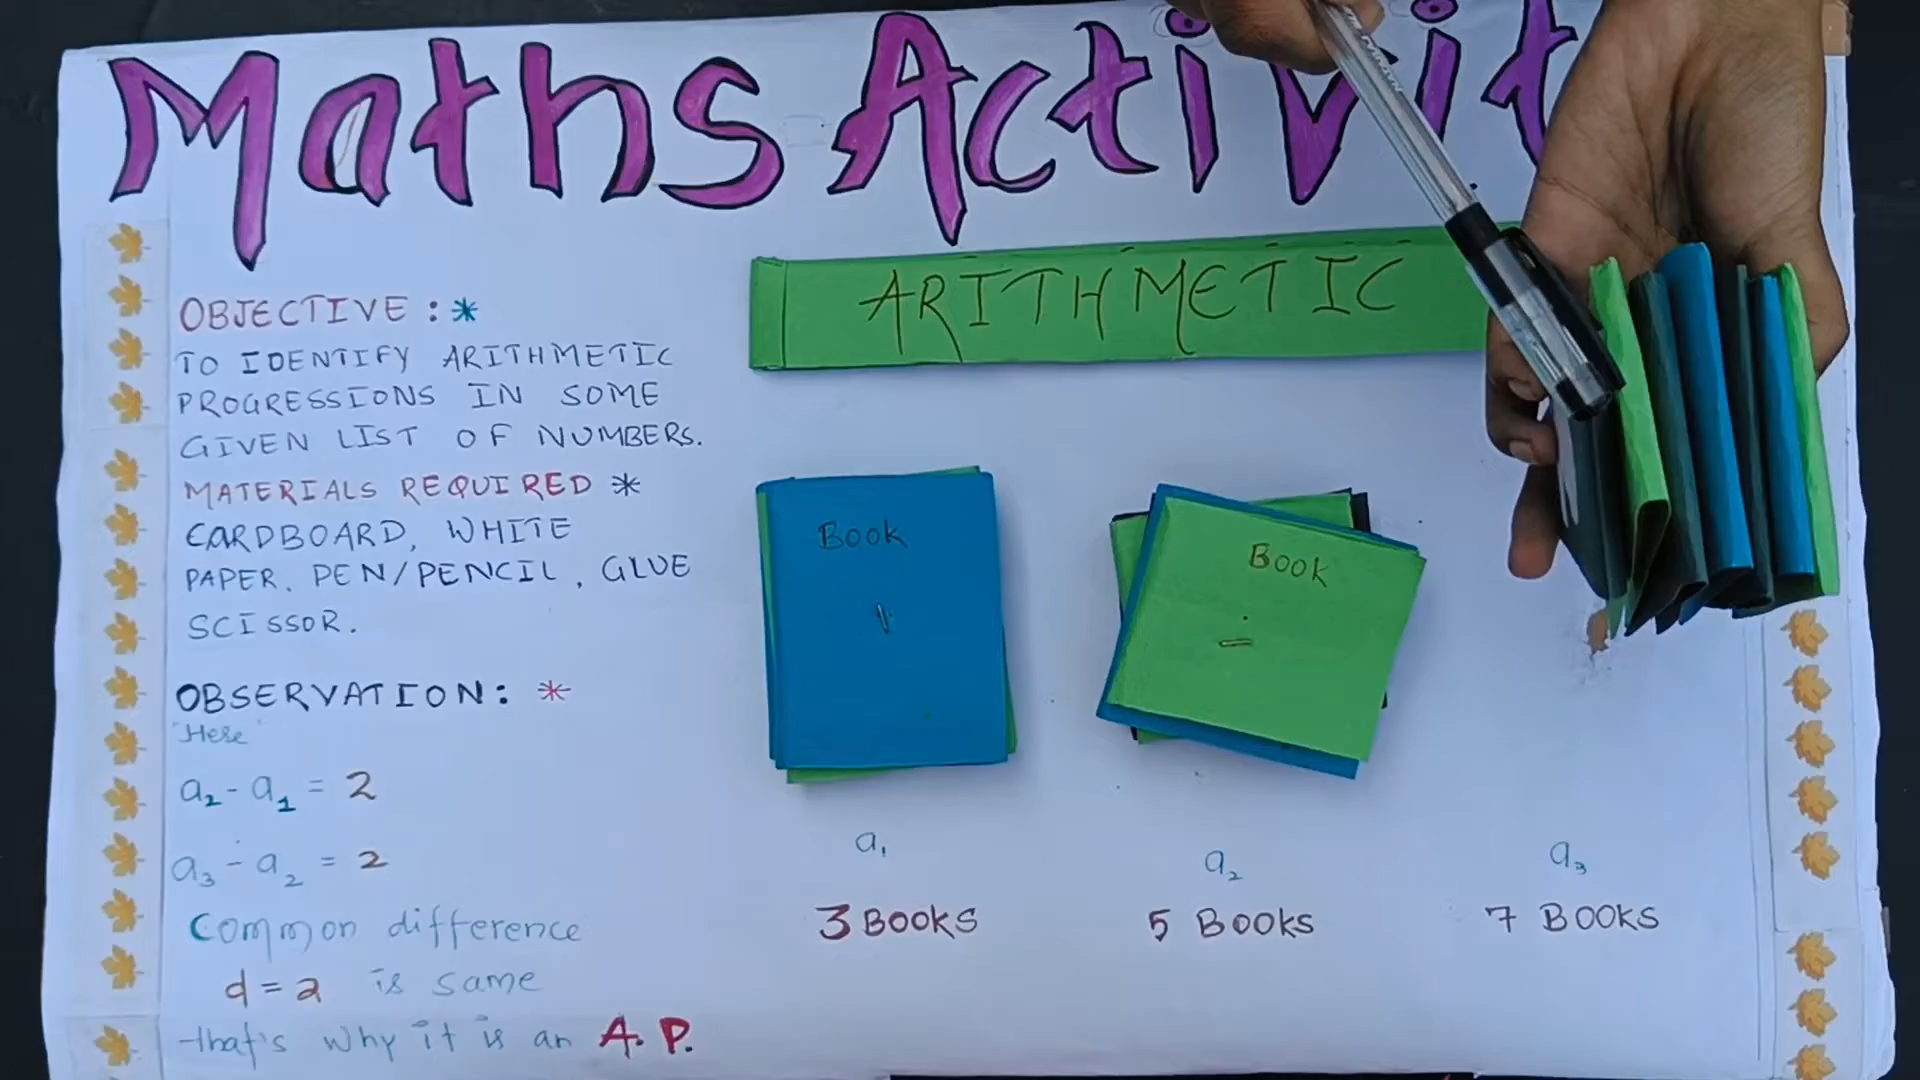 Maths Activit
ARITHMETIC
OBJECTIVE : *
TO IDENTIFY ARITHMETIC
PROGRESSIONS IN SOME
GIVEN LIST OF NUMBERS.
MATERIALS REQUIRED *
CARDBOARD, WHITE
PAPER. PEN/PENCIL, GLUE
SCISSOR.
OBSERVATION: *
"Here"
a₂ - a₁ = 2
a₃ - a₂ = 2
Common difference
d = 2 is same
that's why it is an A.P.
Book
Book
a₁
a₂
a₃
3 BOOKS
5 BOOKS
7 BOOKS